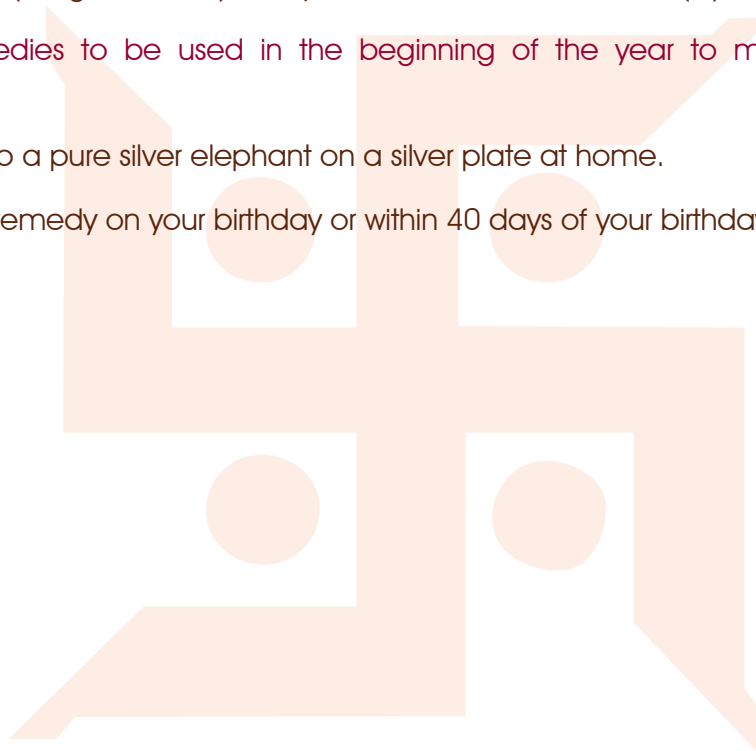 edies to be used in the beginning of the year to m
o a pure silver elephant on a silver plate at home.
emedy on your birthday or within 40 days of your birthday